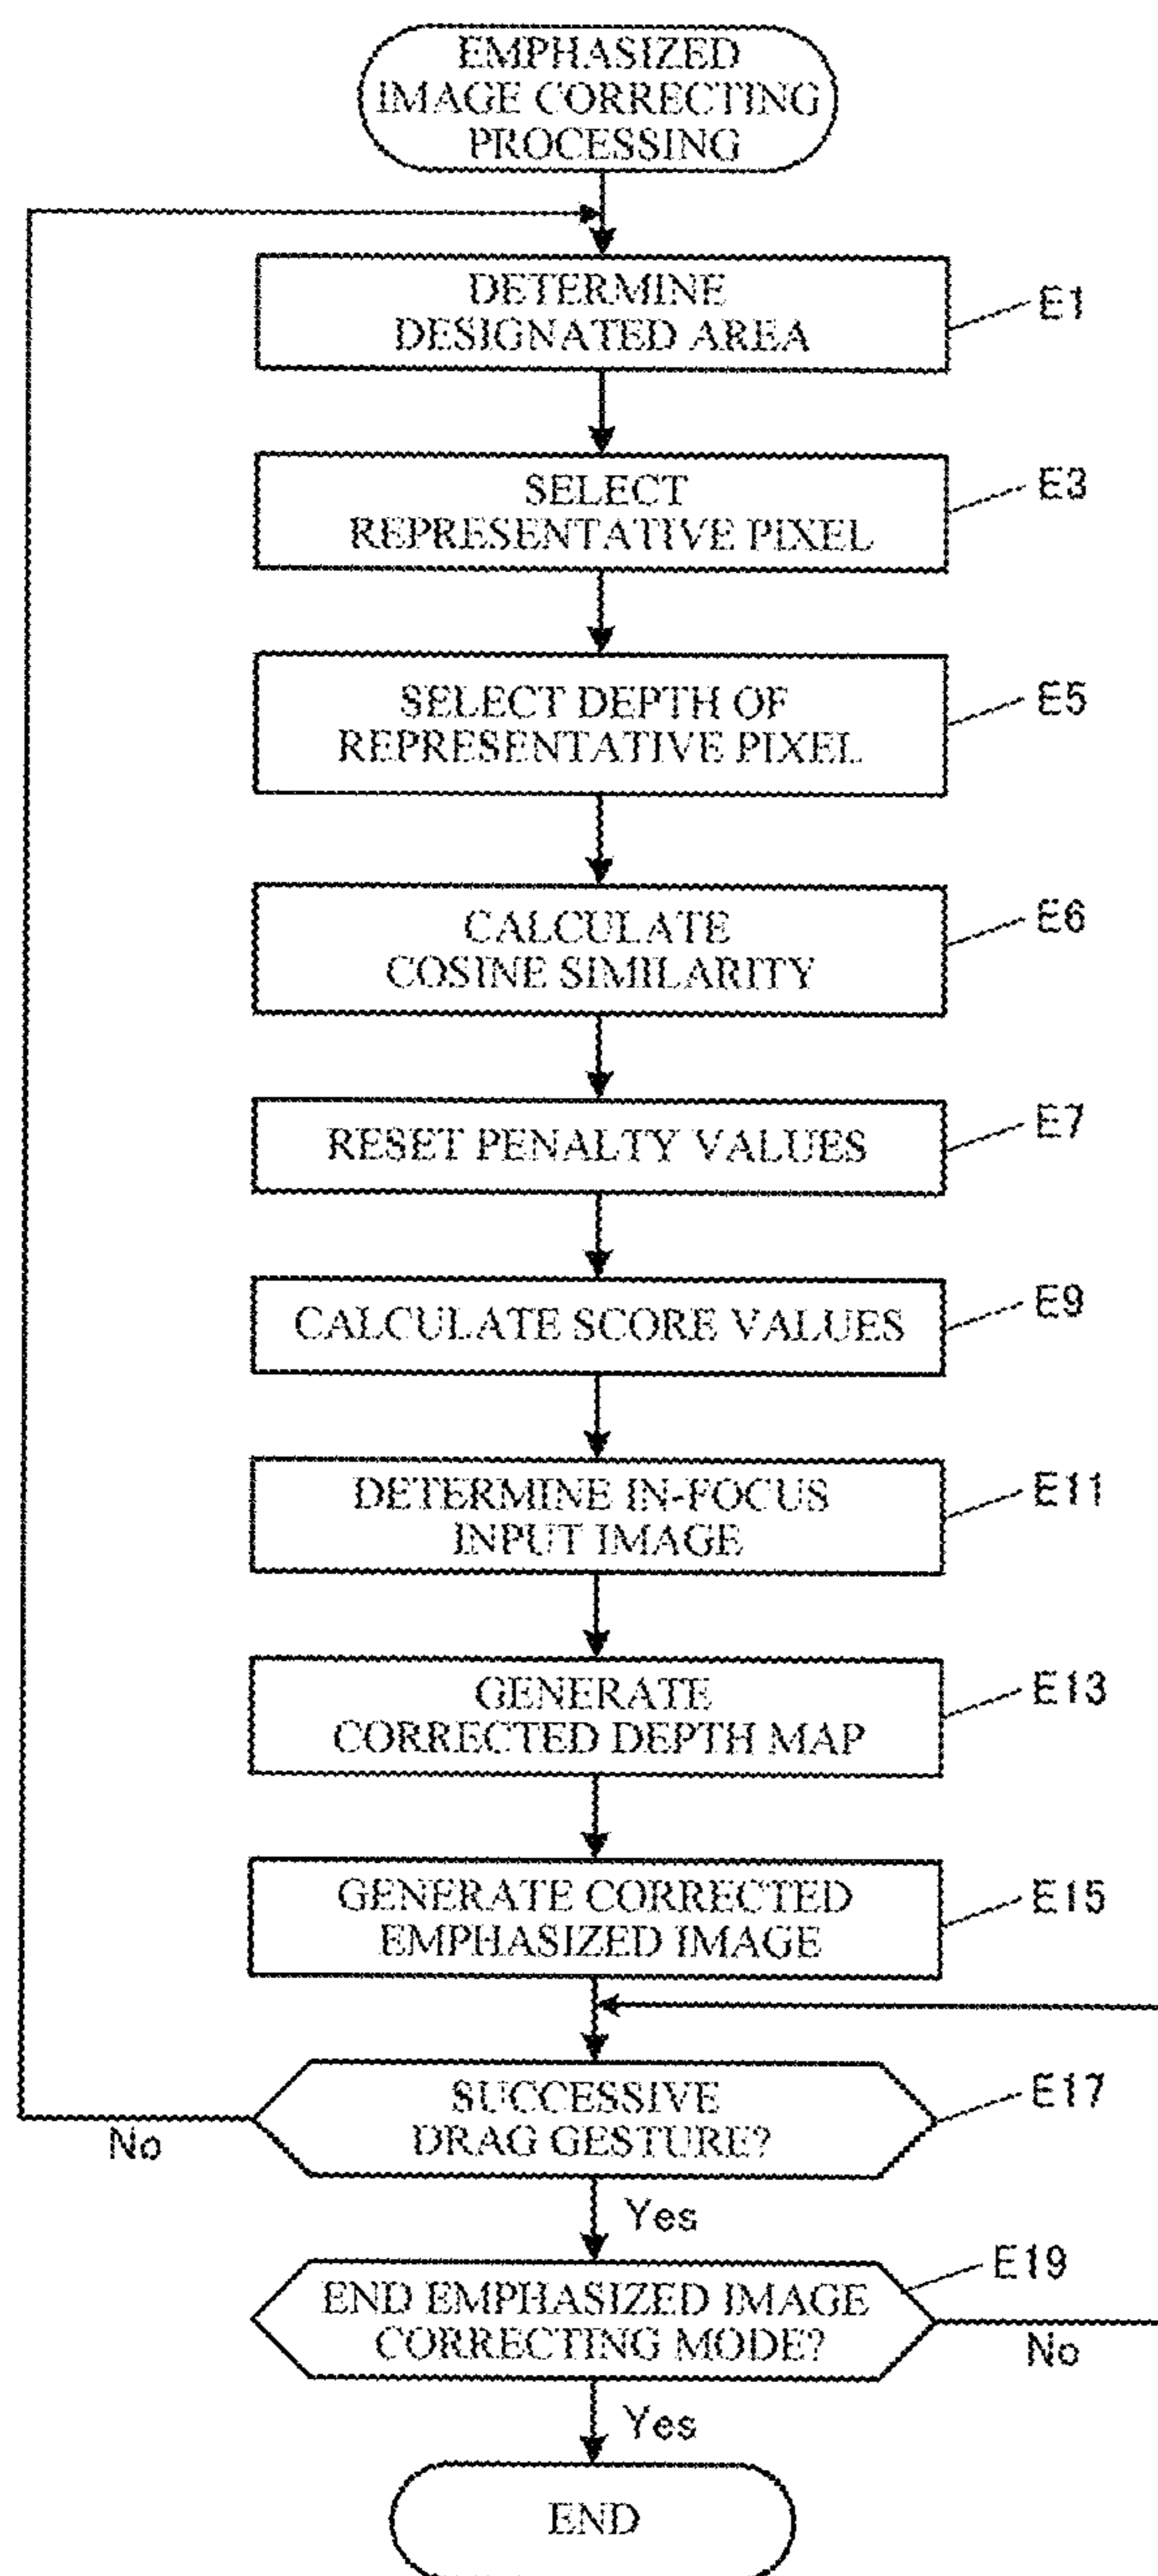 EMPHASIZED
IMAGE CORRECTING
PROCESSING
DETERMINE
DESIGNATED AREA
E1
SELECT
REPRESENTATIVE PIXEL
E3
SELECT DEPTH OF
REPRESENTATIVE PIXEL
E5
CALCULATE
COSINE SIMILARITY
E6
RESET PENALTY VALUES
E7
CALCULATE SCORE VALUES
E9
DETERMINE IN-FOCUS
INPUT IMAGE
E11
GENERATE
CORRECTED DEPTH MAP
E13
GENERATE CORRECTED
EMPHASIZED IMAGE
E15
SUCCESSIVE
DRAG GESTURE?
E17
No
Yes
END EMPHASIZED IMAGE
CORRECTING MODE?
E19
No
Yes
END